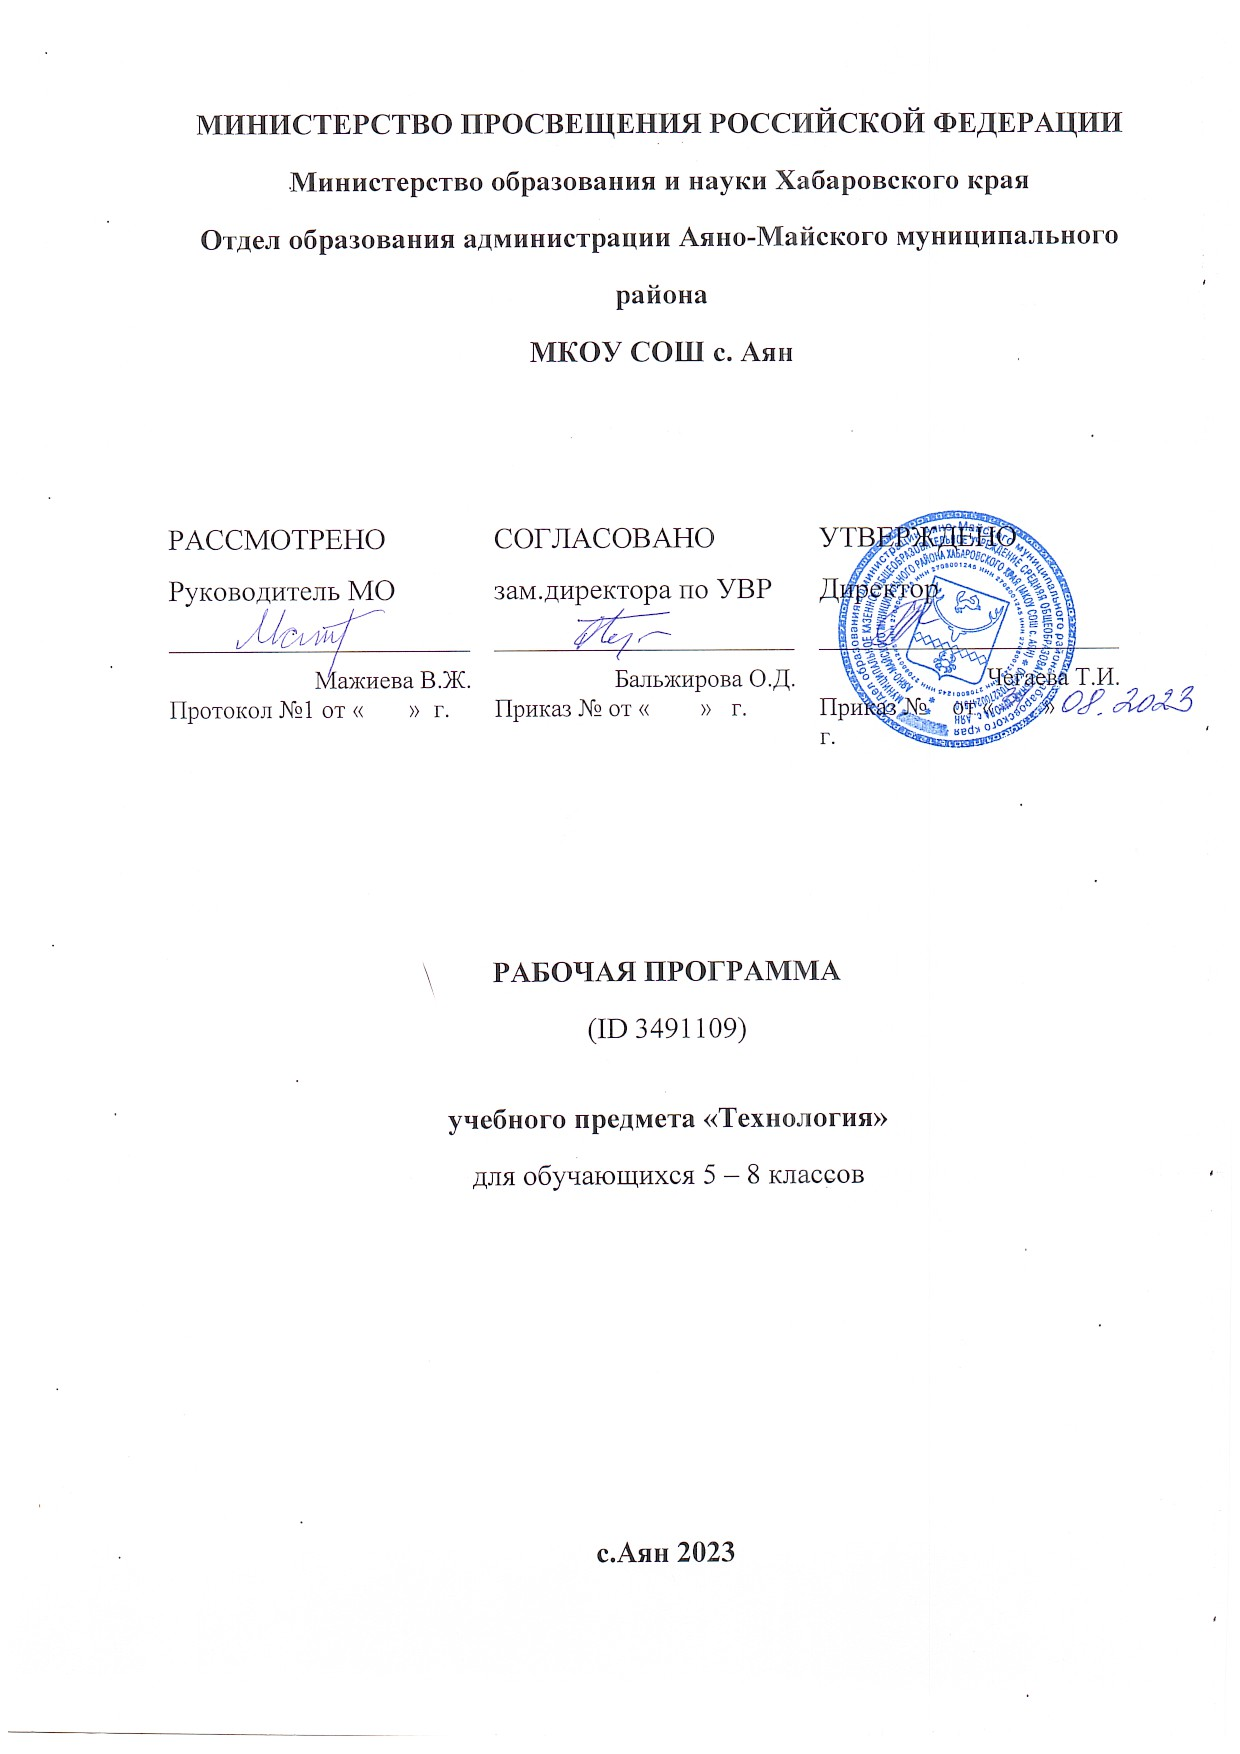 МИНИСТЕРСТВО ПРОСВЕЩЕНИЯ РОССИЙСКОЙ ФЕДЕРАЦИИ
Министерство образования и науки Хабаровского края
Отдел образования администрации Аяно-Майского муниципального
района
МКОУ СОШ с. Аян
РАССМОТРЕНО
Руководитель МО
Мажиева В.Ж.
Протокол №1 от « » г.
СОГЛАСОВАНО
зам.директора по УВР
Бальжирова О.Д.
Приказ № от « » г.
УТВЕРЖДЕНО
Директор
Чегаева Т.И.
Приказ № от « » 08.2023
г.
РАБОЧАЯ ПРОГРАММА
(ID 3491109)
учебного предмета «Технология»
для обучающихся 5 – 8 классов
с.Аян 2023